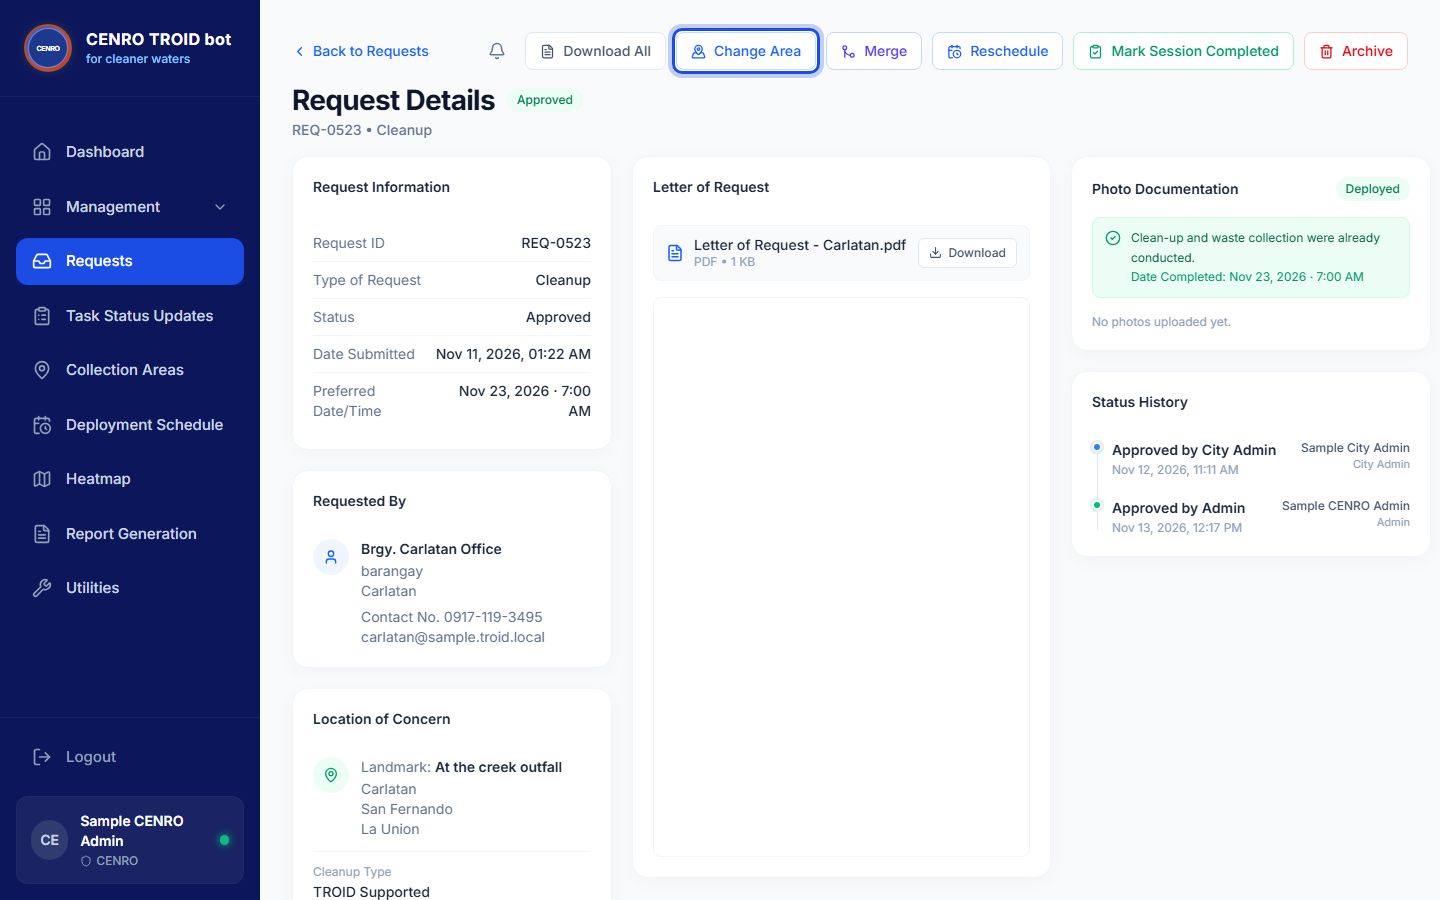 CENRO
CENRO TROID bot
for cleaner waters
Dashboard
Management
Requests
Task Status Updates
Collection Areas
Deployment Schedule
Heatmap
Report Generation
Utilities
Logout
CE
Sample CENRO
Admin
CENRO
Back to Requests
Download All
Change Area
Merge
Reschedule
Mark Session Completed
Archive
Request Details
Approved
REQ-0523 • Cleanup
Request Information
Request ID REQ-0523
Type of Request Cleanup
Status Approved
Date Submitted Nov 11, 2026, 01:22 AM
Preferred Nov 23, 2026 · 7:00
Date/Time AM
Requested By
Brgy. Carlatan Office
barangay
Carlatan
Contact No. 0917-119-3495
carlatan@sample.troid.local
Location of Concern
Landmark: At the creek outfall
Carlatan
San Fernando
La Union
Cleanup Type
TROID Supported
Letter of Request
Letter of Request - Carlatan.pdf
PDF • 1 KB
Download
Photo Documentation
Deployed
Clean-up and waste collection were already
conducted.
Date Completed: Nov 23, 2026 · 7:00 AM
No photos uploaded yet.
Status History
Approved by City Admin Sample City Admin
Nov 12, 2026, 11:11 AM City Admin
Approved by Admin Sample CENRO Admin
Nov 13, 2026, 12:17 PM Admin